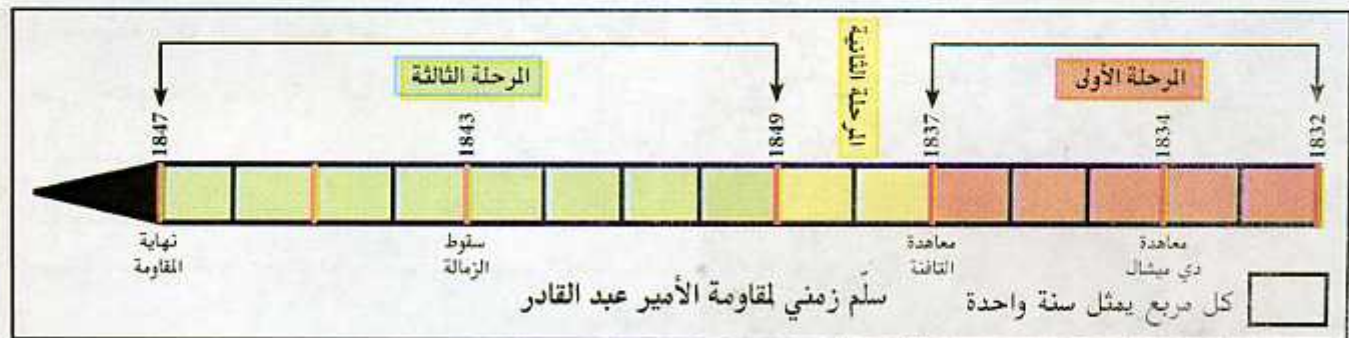 المرحلة الأولى
المرحلة الثانية
المرحلة الثالثة
1832
1834
1837
1849
1843
1847
معاهدة
دي ميشال
معاهدة
التافنة
سقوط
الزمالة
نهاية
المقاومة
كل مربع يمثل سنة واحدة
سلّم زمني لمقاومة الأمير عبد القادر